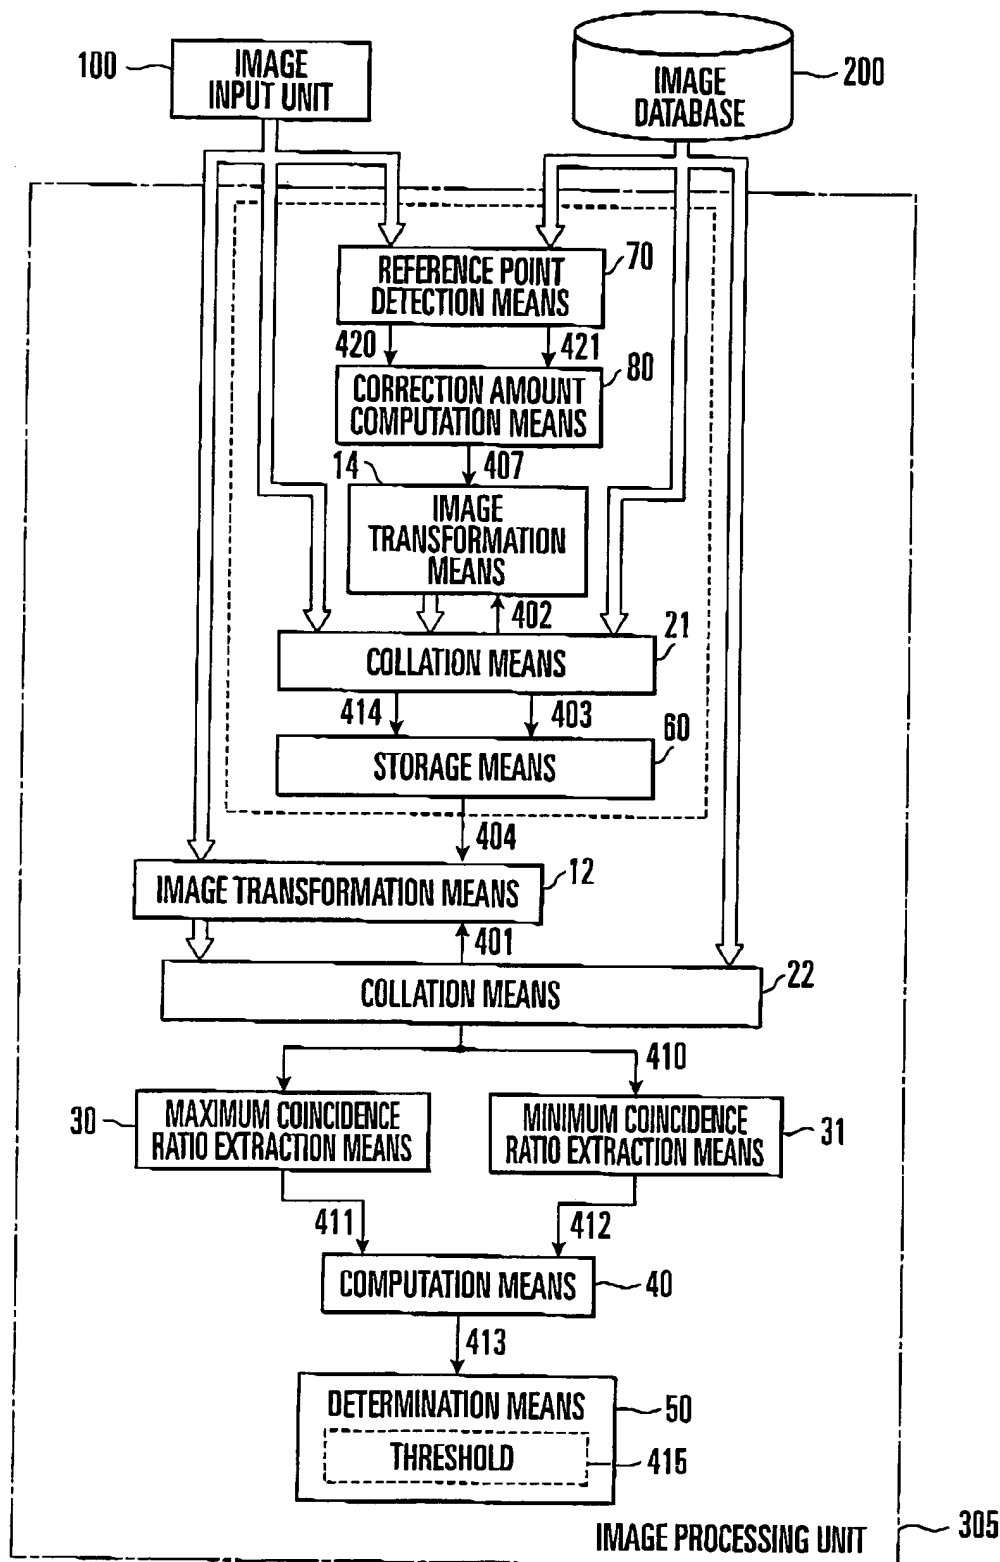 100
IMAGE
INPUT UNIT
IMAGE
DATABASE
200
REFERENCE POINT
DETECTION MEANS
70
420
421
CORRECTION AMOUNT
COMPUTATION MEANS
80
407
14
IMAGE
TRANSFORMATION
MEANS
402
COLLATION MEANS
21
414
403
STORAGE MEANS
60
404
IMAGE TRANSFORMATION MEANS
12
401
COLLATION MEANS
22
410
30
MAXIMUM COINCIDENCE
RATIO EXTRACTION MEANS
MINIMUM COINCIDENCE
RATIO EXTRACTION MEANS
31
411
412
COMPUTATION MEANS
40
413
DETERMINATION MEANS
50
THRESHOLD
415
IMAGE PROCESSING UNIT
305